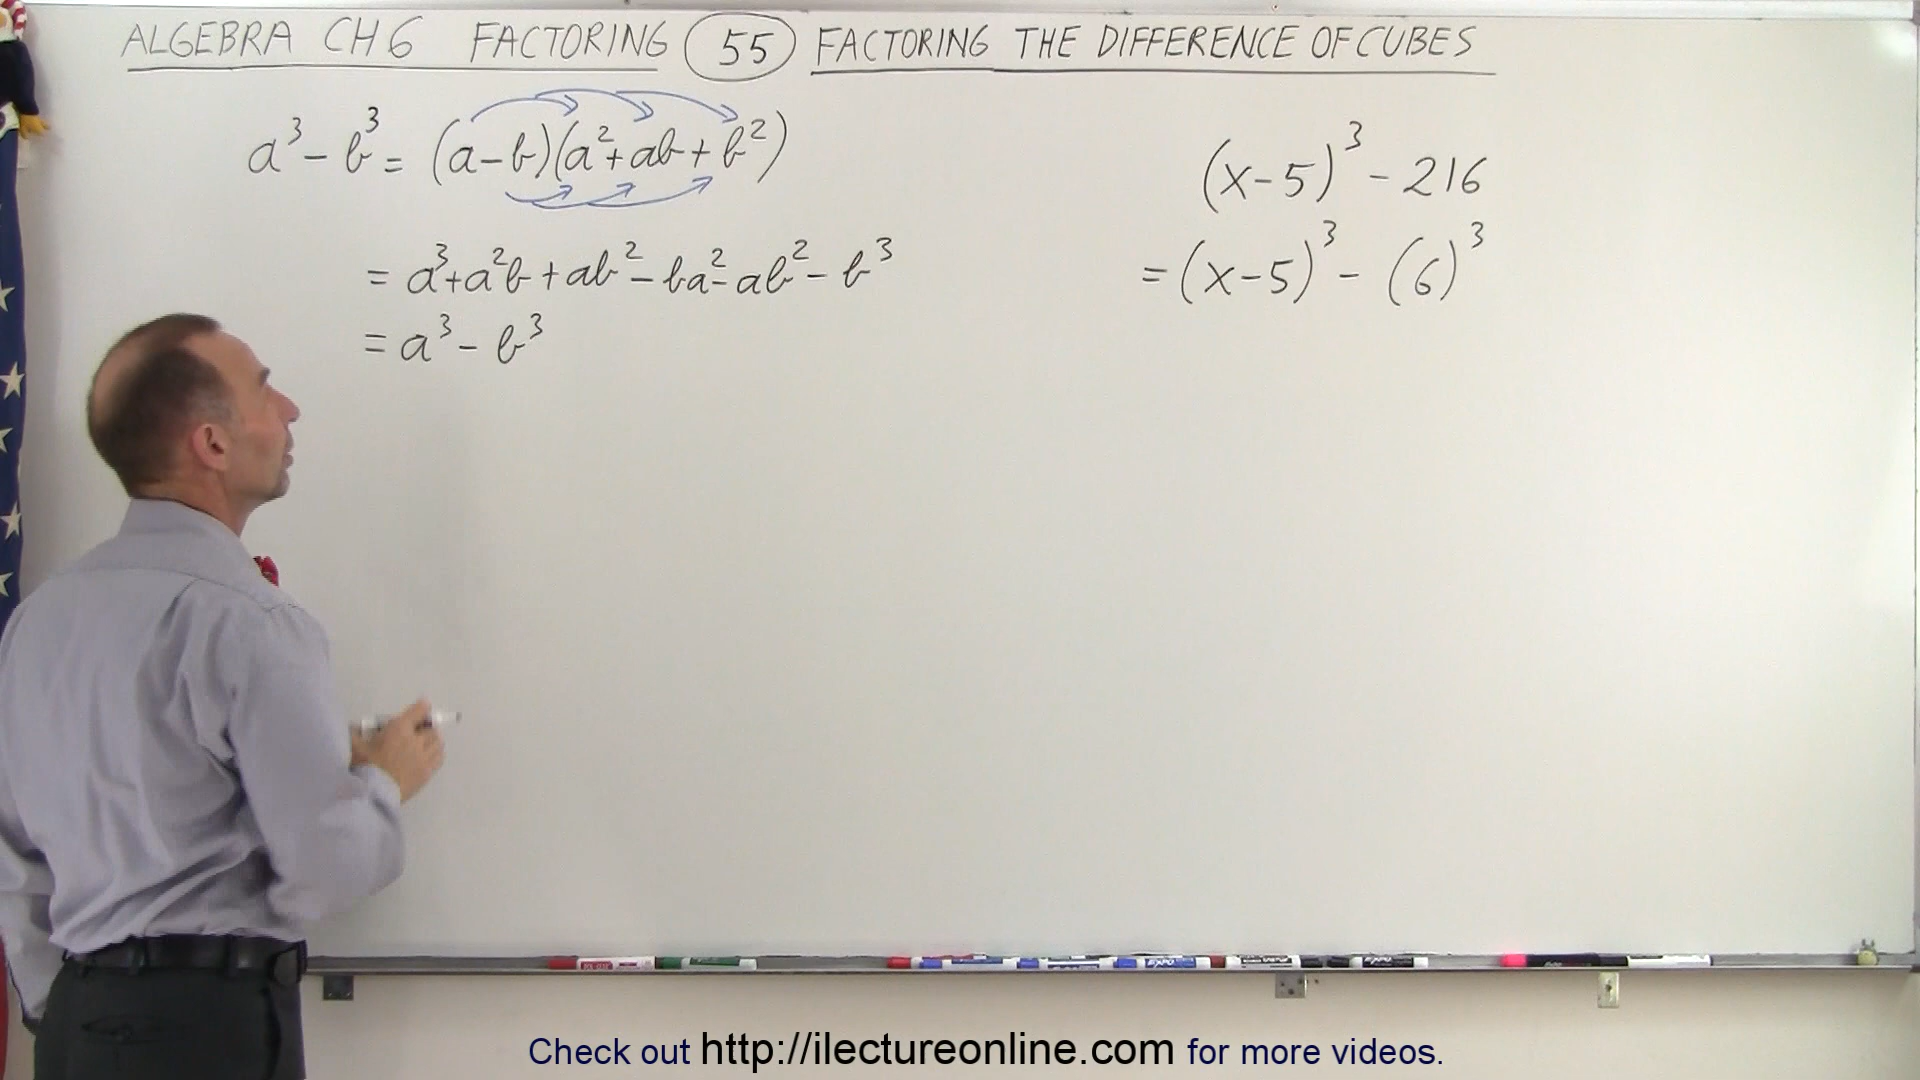 ALGEBRA CH 6 FACTORING 55 FACTORING THE DIFFERENCE OF CUBES
a³ - b³ = (a - b)(a² + ab + b²)
= a³ + a²b + ab² - ba² - ab² - b³
= a³ - b³
(x - 5)³ - 216
= (x - 5)³ - (6)³
EXPO
Check out http://ilectureonline.com for more videos.